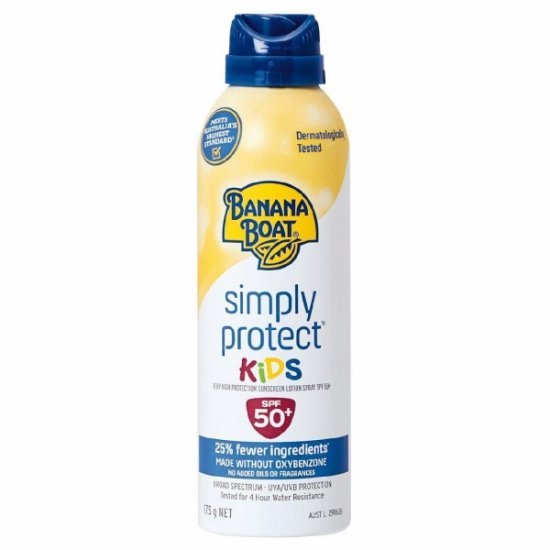 MEETS
AUSTRALIA'S
HIGHEST
STANDARD
Dermatologically
Tested
BANANA
BOAT®
simply
protect®
KiDS
VERY HIGH PROTECTION SUNSCREEN LOTION SPRAY SPF 50+
SPF
50+
25% fewer ingredients*
MADE WITHOUT OXYBENZONE
NO ADDED OILS OR FRAGRANCES
BROAD SPECTRUM - UVA/UVB PROTECTION
Tested for 4 Hour Water Resistance
175 g NET
AUST L